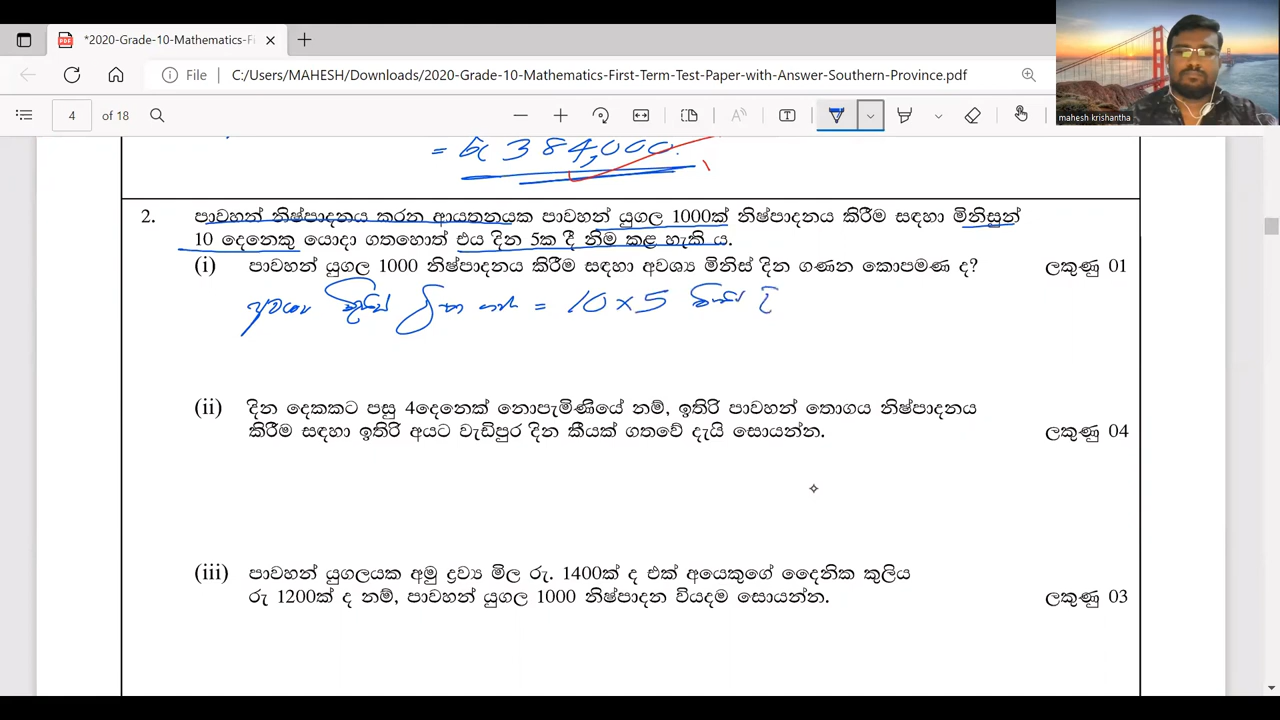 *2020-Grade-10-Mathematics-Fi
File C:/Users/MAHESH/Downloads/2020-Grade-10-Mathematics-First-Term-Test-Paper-with-Answer-Southern-Province.pdf
4 of 18
mahesh krishantha
= රු 384,000.
2. පාවහන් නිෂ්පාදනය කරන ආයතනයක පාවහන් යුගල 1000ක් නිෂ්පාදනය කිරීම සඳහා මිනිසුන්
10 දෙනෙකු යොදා ගතහොත් එය දින 5ක දී නිම කළ හැකි ය.
(i) පාවහන් යුගල 1000 නිෂ්පාදනය කිරීම සඳහා අවශ්‍ය මිනිස් දින ගණන කොපමණ ද? ලකුණු 01
අවශ්‍ය මිනිස් දින ගණන = 10 × 5 මිනිස්
(ii) දින දෙකකට පසු 4දෙනෙක් නොපැමිණියේ නම්, ඉතිරි පාවහන් තොගය නිෂ්පාදනය
කිරීම සඳහා ඉතිරි අයට වැඩිපුර දින කීයක් ගතවේ දැයි සොයන්න. ලකුණු 04
(iii) පාවහන් යුගලයක අමු ද්‍රව්‍ය මිල රු. 1400ක් ද එක් අයෙකුගේ දෛනික කුලිය
රු 1200ක් ද නම්, පාවහන් යුගල 1000 නිෂ්පාදන වියදම සොයන්න. ලකුණු 03